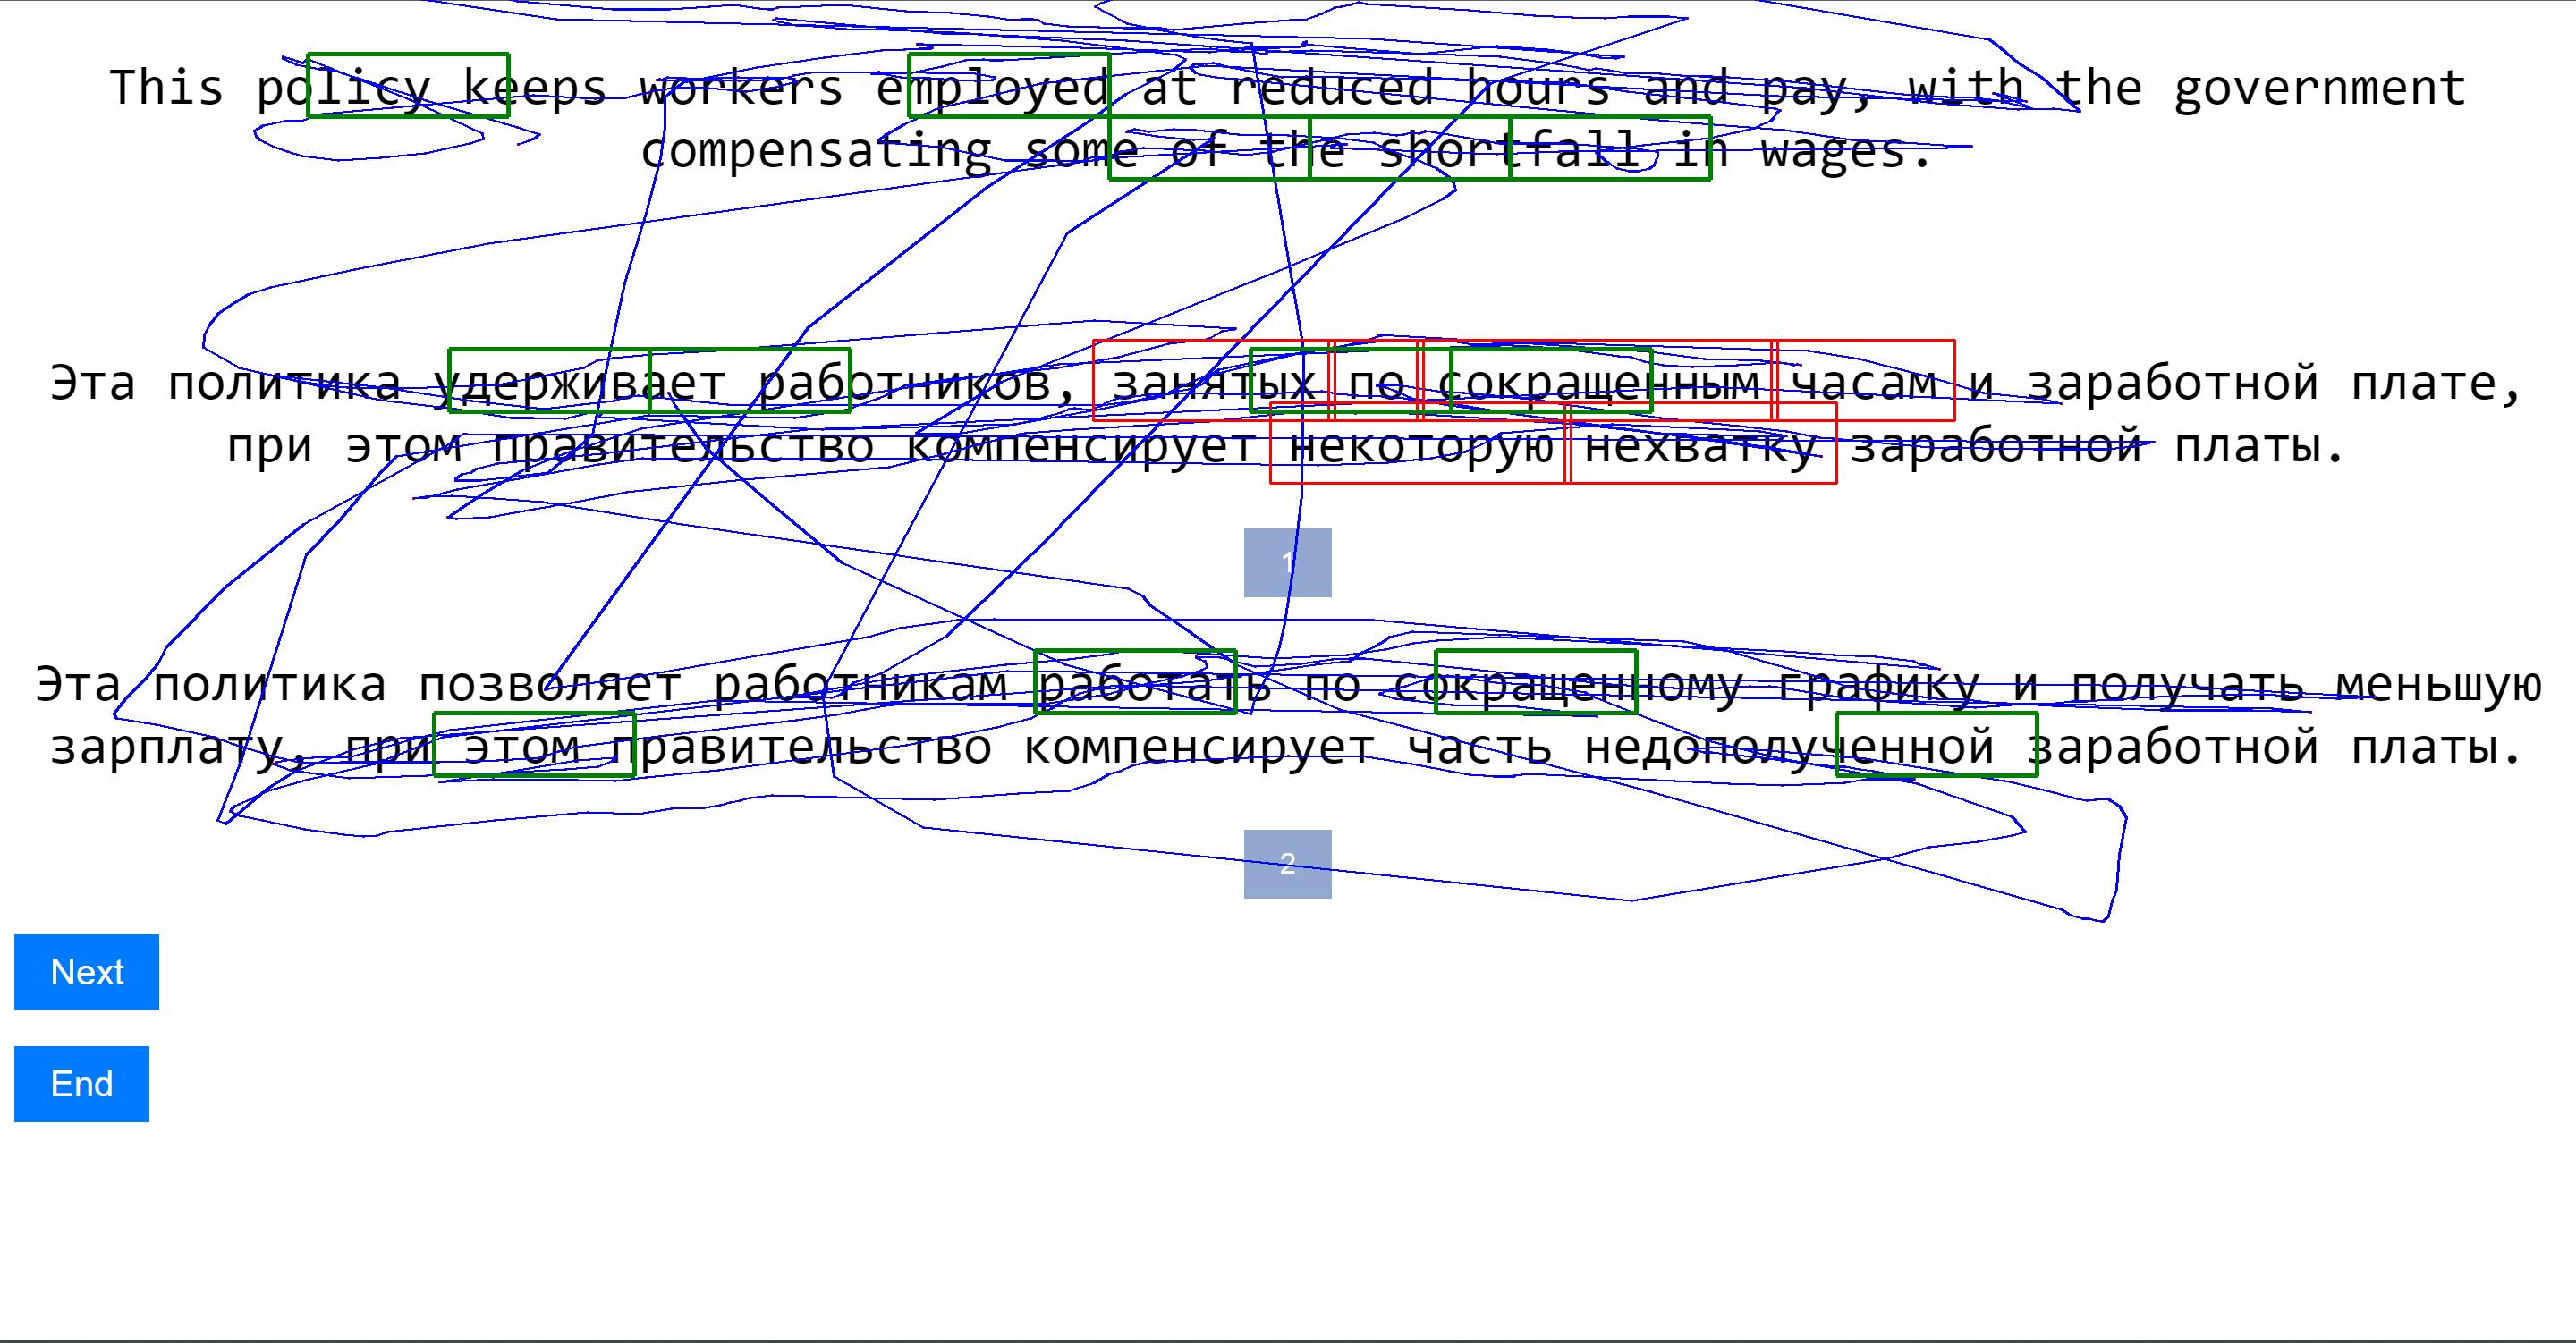 This policy keeps workers employed at reduced hours and pay, with the government
compensating some of the shortfall in wages.
Эта политика удерживает работников, занятых по сокращенным часам и заработной плате,
при этом правительство компенсирует некоторую нехватку заработной платы.
1
Эта политика позволяет работникам работать по сокращенному графику и получать меньшую
зарплату, при этом правительство компенсирует часть недополученной заработной платы.
2
Next
End